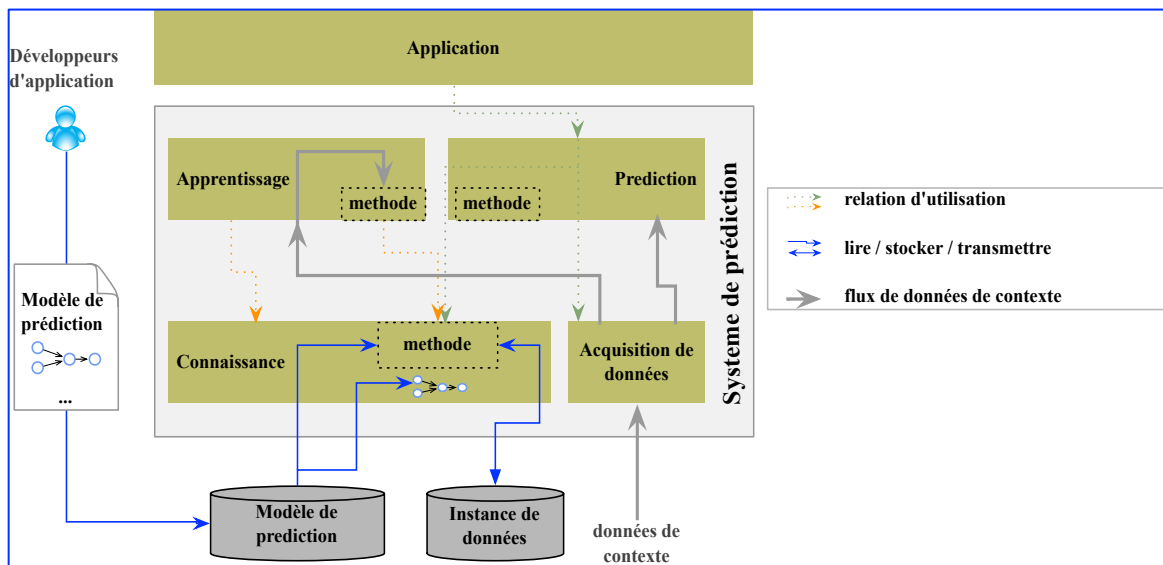 Développeurs
d'application
Application
Apprentissage
methode
methode
Prediction
Systeme de prédiction
relation d'utilisation
lire / stocker / transmettre
flux de données de contexte
Modèle de
prédiction
...
Connaissance
methode
Acquisition de
données
Modèle de
prediction
Instance de
données
données de
contexte